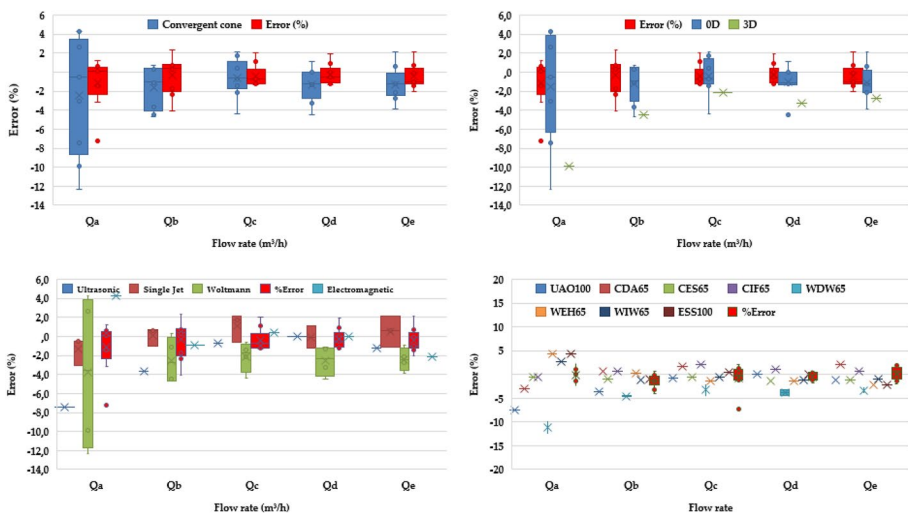 Convergent cone Error (%)
6
4
2
0
-2
-4
-6
-8
-10
-12
-14
Error (%)
Qa Qb Qc Qd Qe
Flow rate (m³/h)
Error (%) 0D 3D
6,0
4,0
2,0
,0
-2,0
-4,0
-6,0
-8,0
-10,0
-12,0
-14,0
Error (%)
Qa Qb Qc Qd Qe
Flow rate (m³/h)
Ultrasonic Single Jet Woltmann %Error Electromagnetic
6,0
4,0
2,0
,0
-2,0
-4,0
-6,0
-8,0
-10,0
-12,0
-14,0
Error (%)
Qa Qb Qc Qd Qe
Flow rate (m³/h)
UAO100 CDA65 CES65 CIF65 WDW65
WEH65 WIW65 ESS100 %Error
20
15
10
5
0
-5
-10
-15
-20
Error (%)
Qa Qb Qc Qd Qe
Flow rate